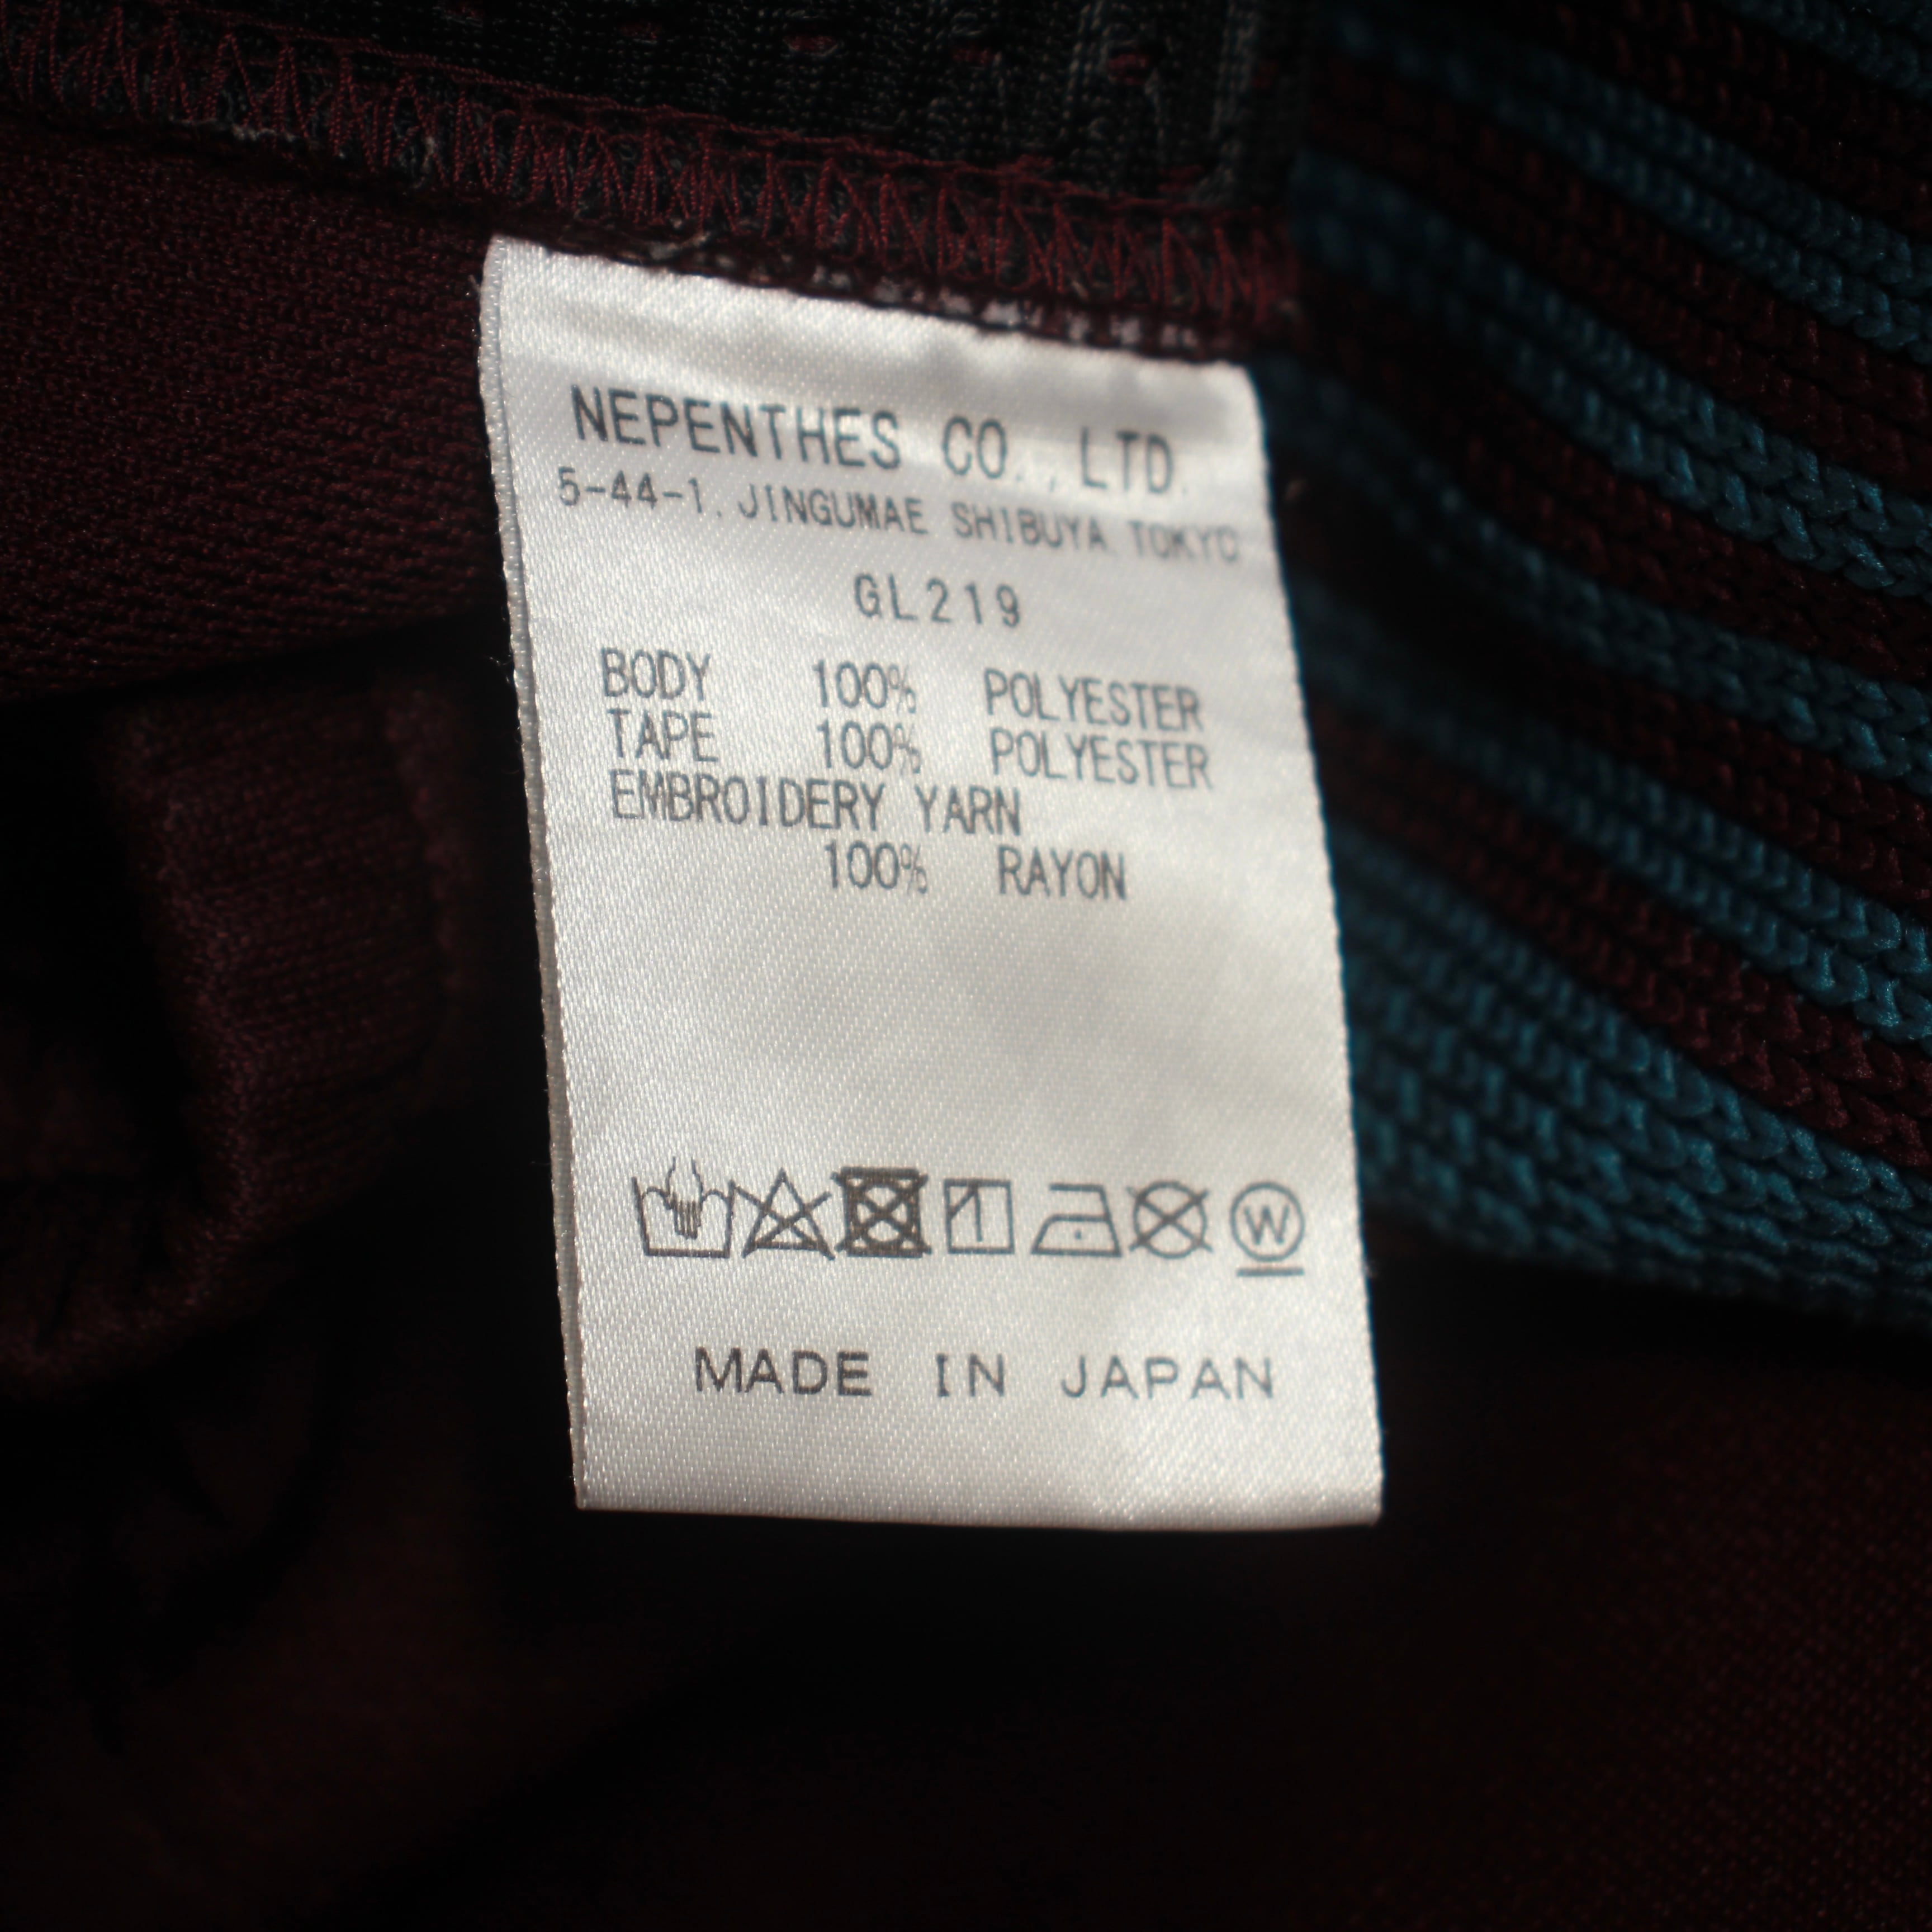 NEPENTHES CO., LTD.
5-44-1, JINGUMAE SHIBUYA TOKYO
GL219
BODY 100% POLYESTER
TAPE 100% POLYESTER
EMBROIDERY YARN
100% RAYON
W
MADE IN JAPAN